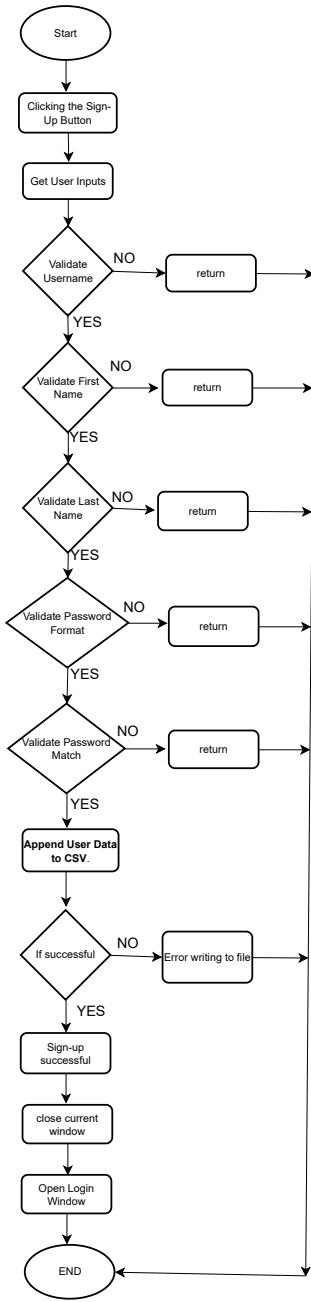 Start
Clicking the Sign-
Up Button
Get User Inputs
Validate
Username
NO
return
YES
Validate First
Name
NO
return
YES
Validate Last
Name
NO
return
YES
Validate Password
Format
NO
return
YES
Validate Password
Match
NO
return
YES
Append User Data
to CSV.
If successful
NO
Error writing to file
YES
Sign-up
successful
close current
window
Open Login
Window
END